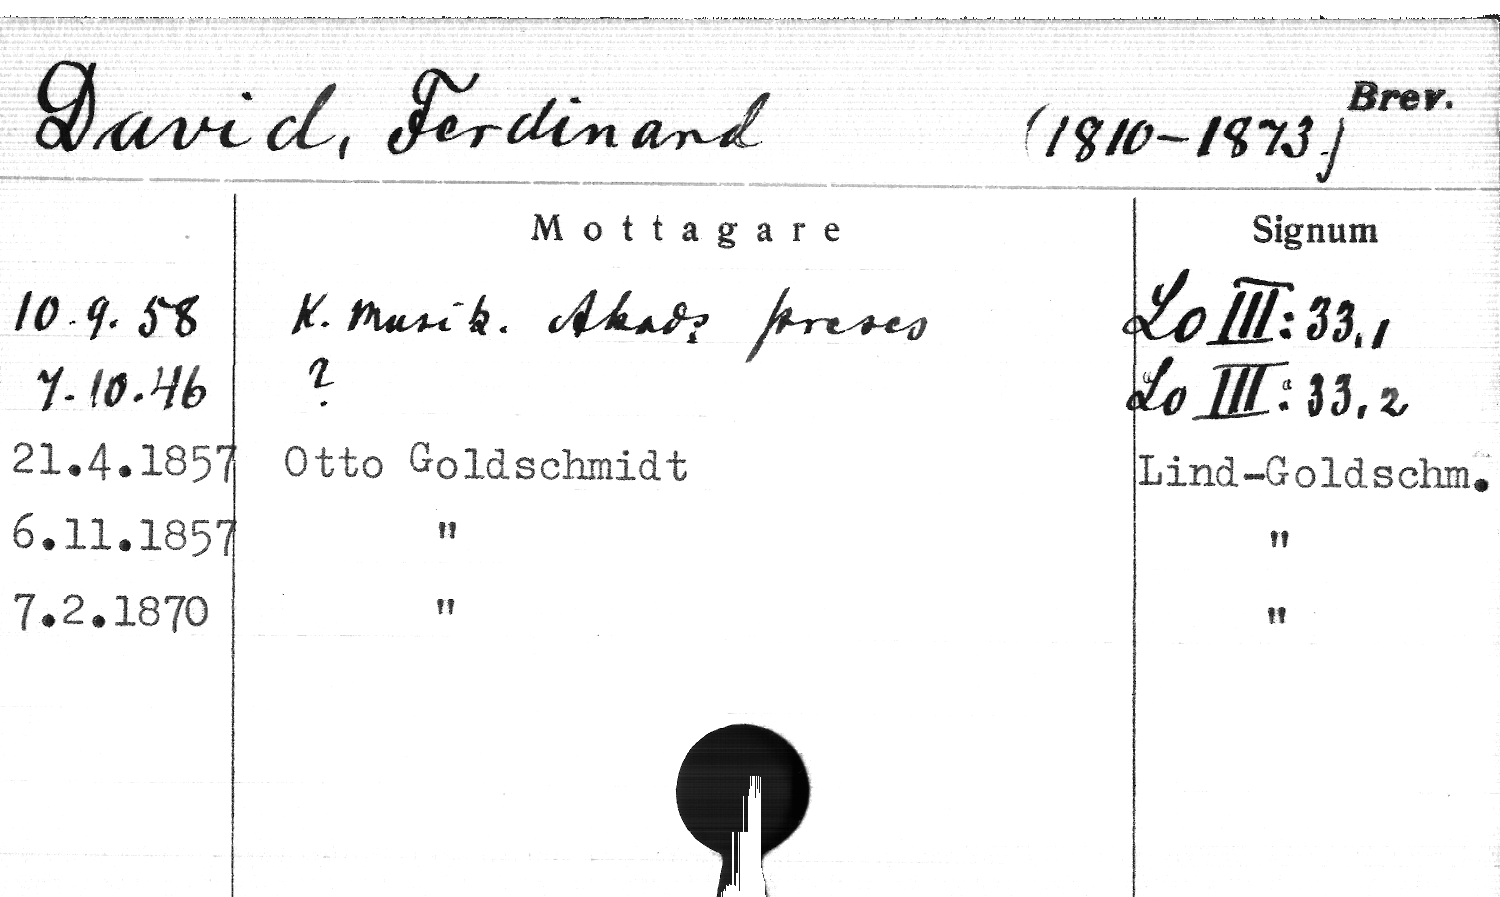 Brev.
David, Ferdinand (1810-1873)
Mottagare Signum
10.9.58 K. Musik. Akad:s preses Lo III:33.1
7.10.46 ? Lo III:33.2
21.4.1857 Otto Goldschmidt Lind-Goldschm.
6.11.1857 " "
7.2.1870 " "